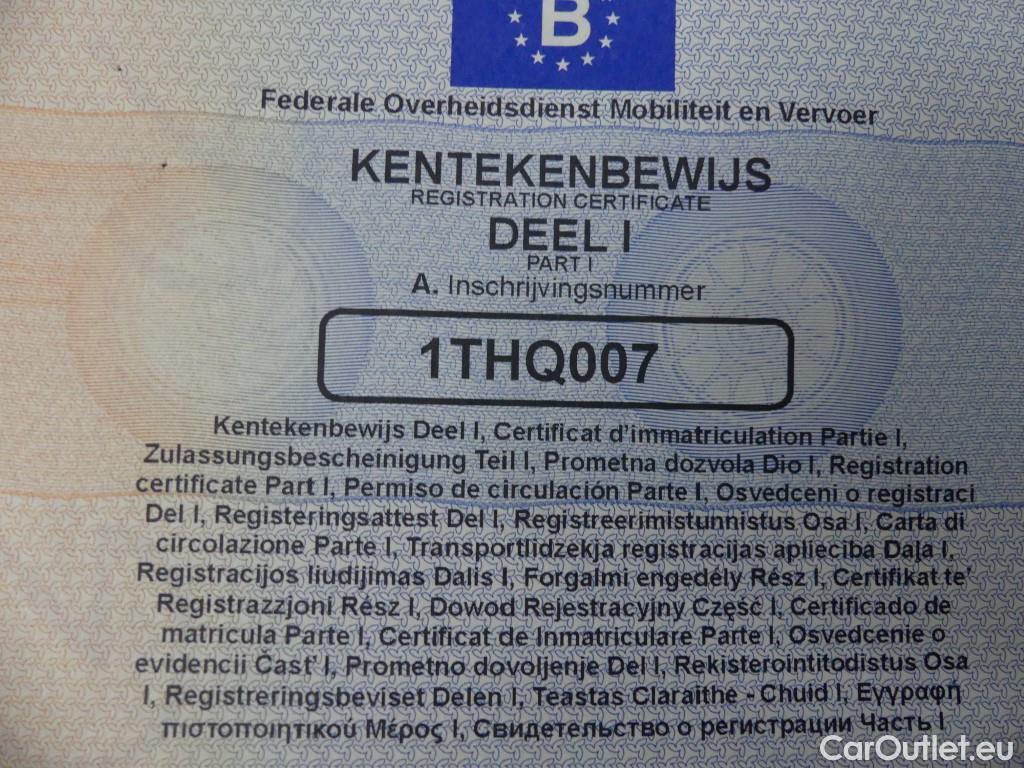 B
Federale Overheidsdienst Mobiliteit en Vervoer
KENTEKENBEWIJS
REGISTRATION CERTIFICATE
DEEL I
PART I
A. Inschrijvingsnummer
1THQ007
Kentekenbewijs Deel I, Certificat d'immatriculation Partie I,
Zulassungsbescheinigung Teil I, Prometna dozvola Dio I, Registration
certificate Part I, Permiso de circulación Parte I, Osvedceni o registraci
Del I, Registeringsattest Del I, Registreerimistunnistus Osa I, Carta di
circolazione Parte I, Transportlidzekja registracijas aplieciba Daļa I,
Registracijos liudijimas Dalis I, Forgalmi engedély Rész I, Certifikat te'
Registrazzjoni Rész I, Dowod Rejestracyjny Część I, Certificado de
matricula Parte I, Certificat de Inmatriculare Parte I, Osvedcenie o
evidencii Časť I, Prometno dovoljenje Del I, Rekisterointitodistus Osa
I, Registreringsbeviset Delen I, Teastas Claraithe - Chuid I, Εγγραφή
πιστοποιητικού Μέρος I, Свидетельство о регистрации Часть I
CarOutlet.eu